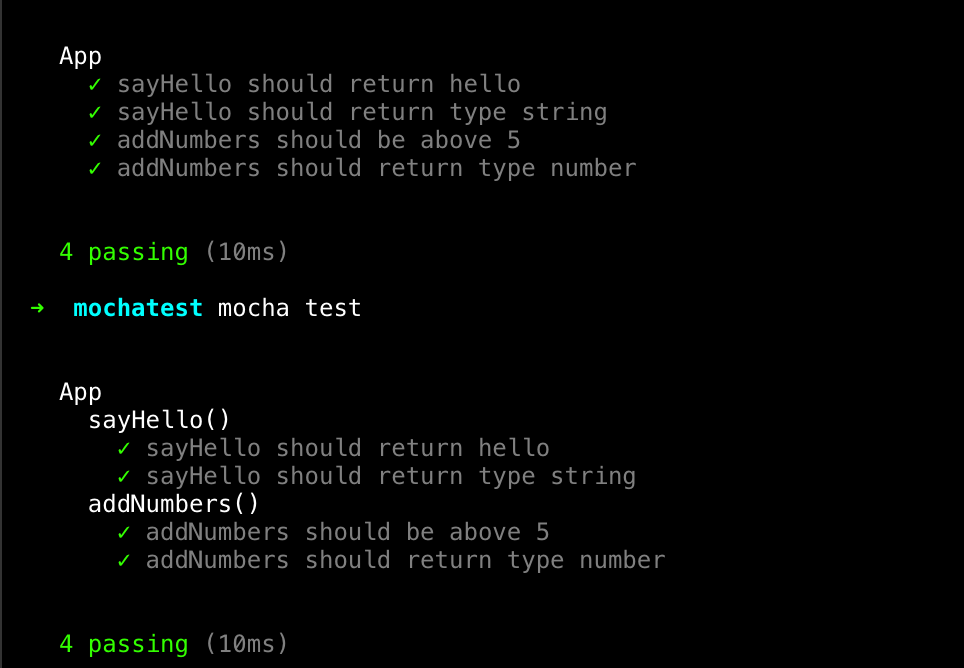 App
✓ sayHello should return hello
✓ sayHello should return type string
✓ addNumbers should be above 5
✓ addNumbers should return type number
4 passing (10ms)
➜ mochatest mocha test
App
sayHello()
✓ sayHello should return hello
✓ sayHello should return type string
addNumbers()
✓ addNumbers should be above 5
✓ addNumbers should return type number
4 passing (10ms)